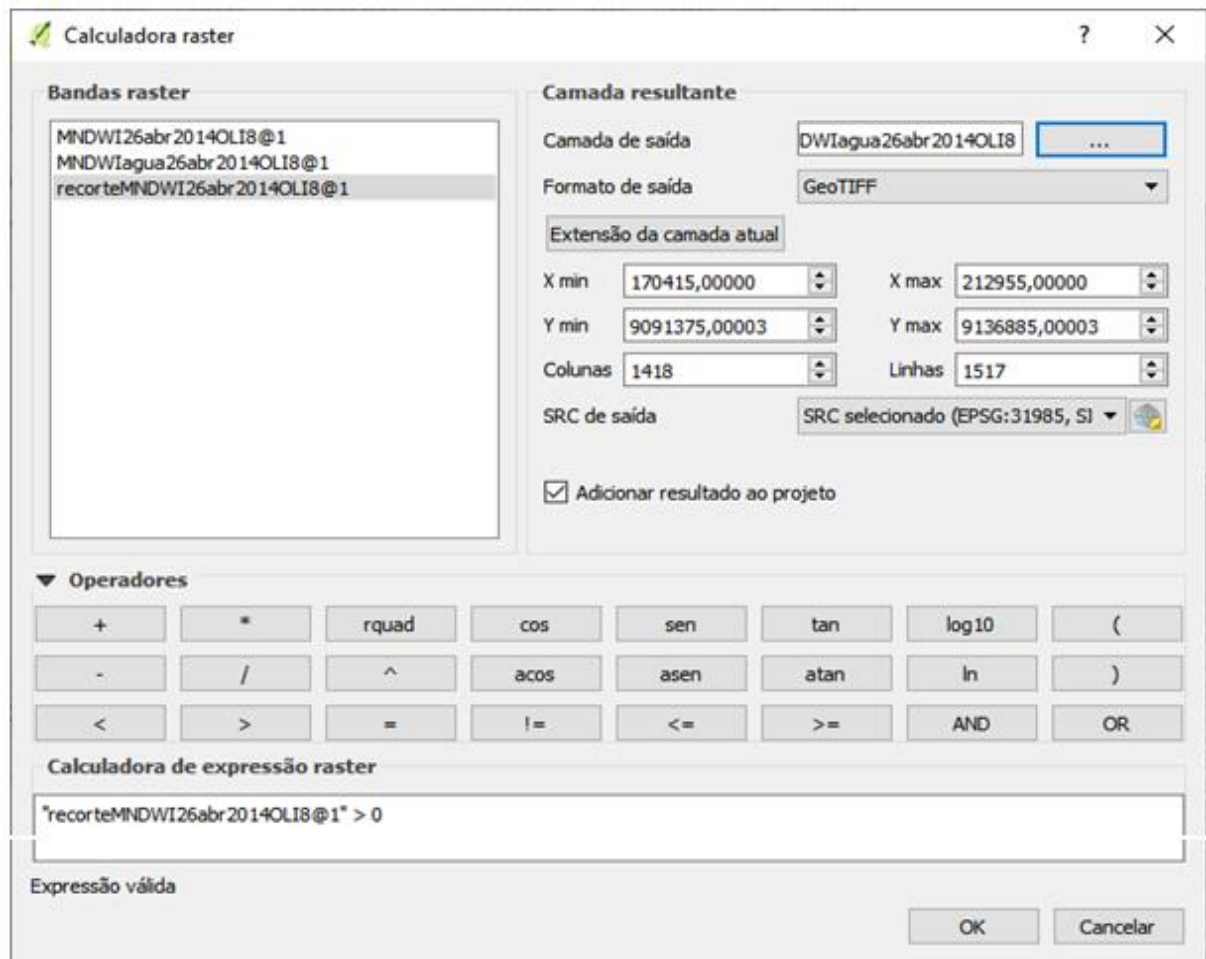 Calculadora raster ? X
Bandas raster
MNDWI26abr2014OLI8@1
MNDWIagua26abr2014OLI8@1
recorteMNDWI26abr2014OLI8@1
Camada resultante
Camada de saída DWIagua26abr2014OLI8 ...
Formato de saída GeoTIFF
Extensão da camada atual
X min 170415,00000 X max 212955,00000
Y min 9091375,00003 Y max 9136885,00003
Colunas 1418 Linhas 1517
SRC de saída SRC selecionado (EPSG:31985, SI
Adicionar resultado ao projeto
Operadores
+ * rquad cos sen tan log10 (
- / ^ acos asen atan ln )
< > = != <= >= AND OR
Calculadora de expressão raster
"recorteMNDWI26abr2014OLI8@1" > 0
Expressão válida
OK Cancelar